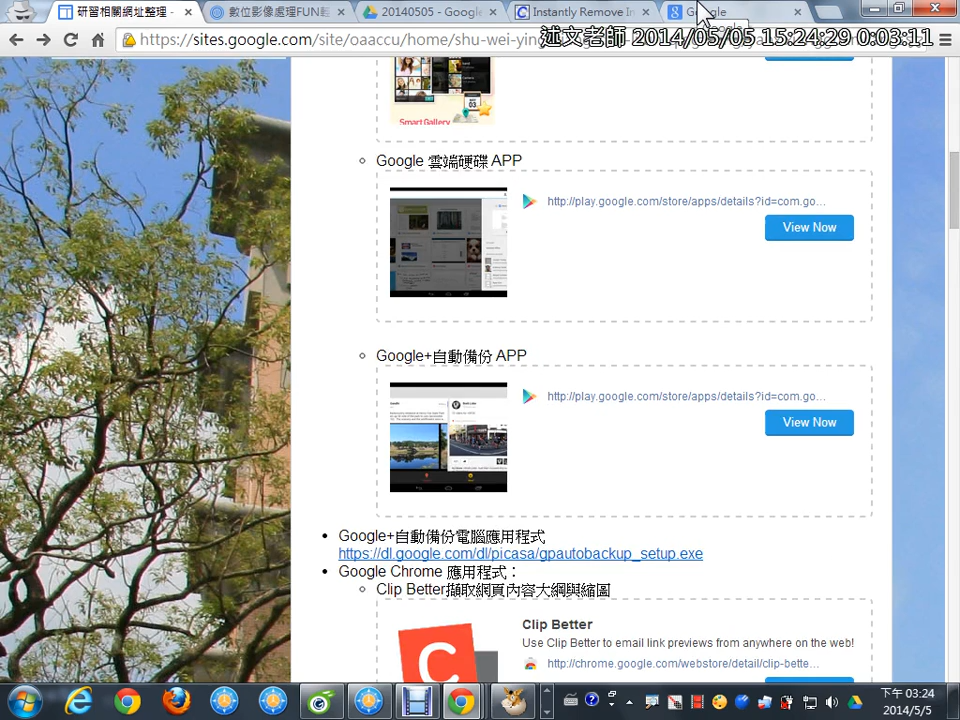 研習相關網址整理 -
數位影像處理FUN輕
20140505 - Google
Instantly Remove In
Google
https://sites.google.com/site/oaaccu/home/shu-wei-yin
述文老師 2014/05/05 15:24:29 0:03:11
Smart Gallery
Google 雲端硬碟 APP
http://play.google.com/store/apps/details?id=com.go...
View Now
Google+自動備份 APP
http://play.google.com/store/apps/details?id=com.go...
View Now
Google+自動備份電腦應用程式
https://dl.google.com/dl/picasa/gpautobackup_setup.exe
Google Chrome 應用程式：
Clip Better擷取網頁內容大綱與縮圖
Clip Better
Use Clip Better to email link previews from anywhere on the web!
http://chrome.google.com/webstore/detail/clip-bette...
下午 03:24
2014/5/5